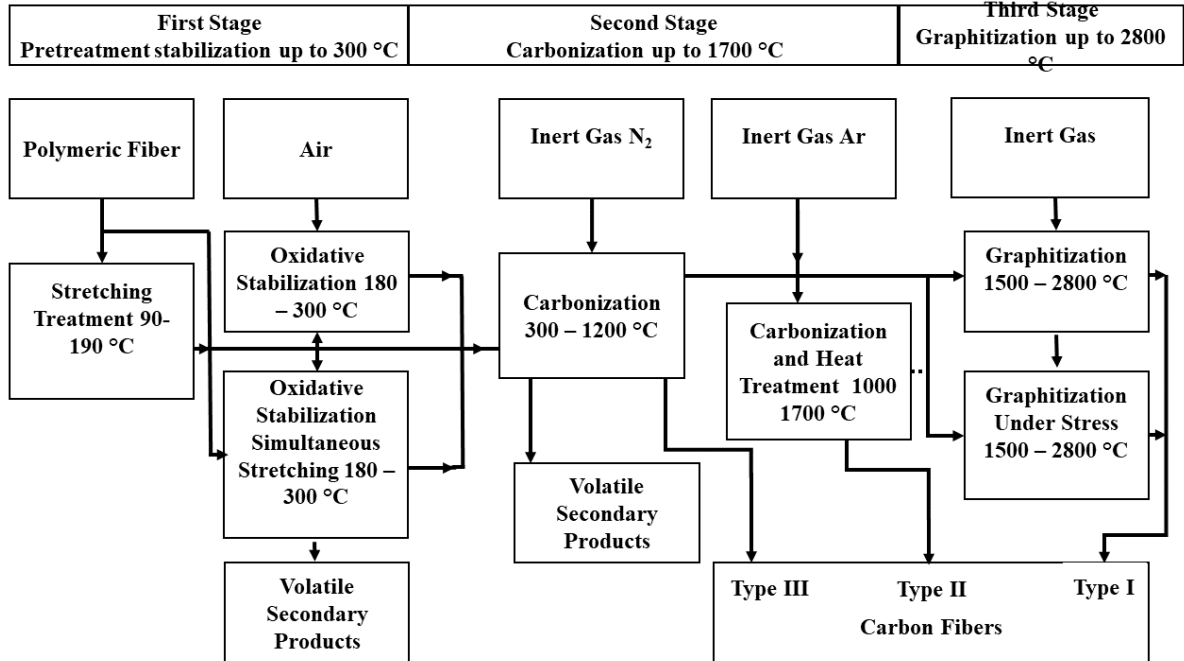 First Stage
Pretreatment stabilization up to 300 °C
Second Stage
Carbonization up to 1700 °C
Third Stage
Graphitization up to 2800
°C
Polymeric Fiber
Air
Inert Gas N₂
Inert Gas Ar
Inert Gas
Stretching
Treatment 90-
190 °C
Oxidative
Stabilization 180
– 300 °C
Oxidative
Stabilization
Simultaneous
Stretching 180 –
300 °C
Volatile
Secondary
Products
Carbonization
300 – 1200 °C
Volatile
Secondary
Products
Carbonization
and Heat
Treatment 1000
1700 °C
Graphitization
1500 – 2800 °C
Graphitization
Under Stress
1500 – 2800 °C
Type III
Type II
Type I
Carbon Fibers